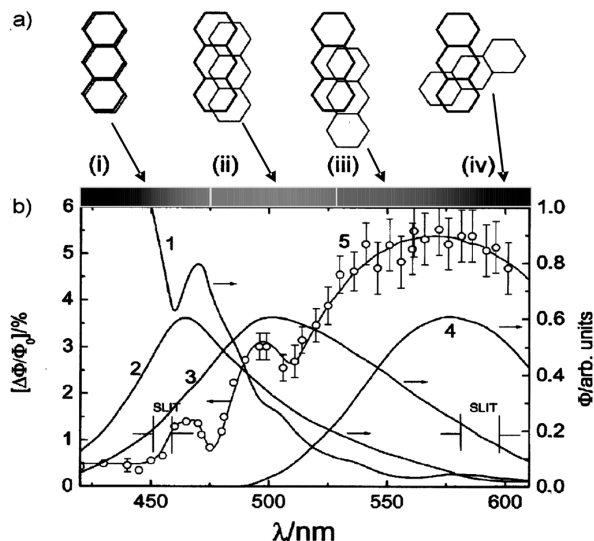 a)
(i) (ii) (iii) (iv)
b)
6 1.0
1 5
5 0.8
4
[ΔΦ/Φ₀]/% 0.6 Φ/arb. units
2 3 4
3
0.4
2 SLIT SLIT
0.2
1
0 0.0
450 500 550 600
λ/nm